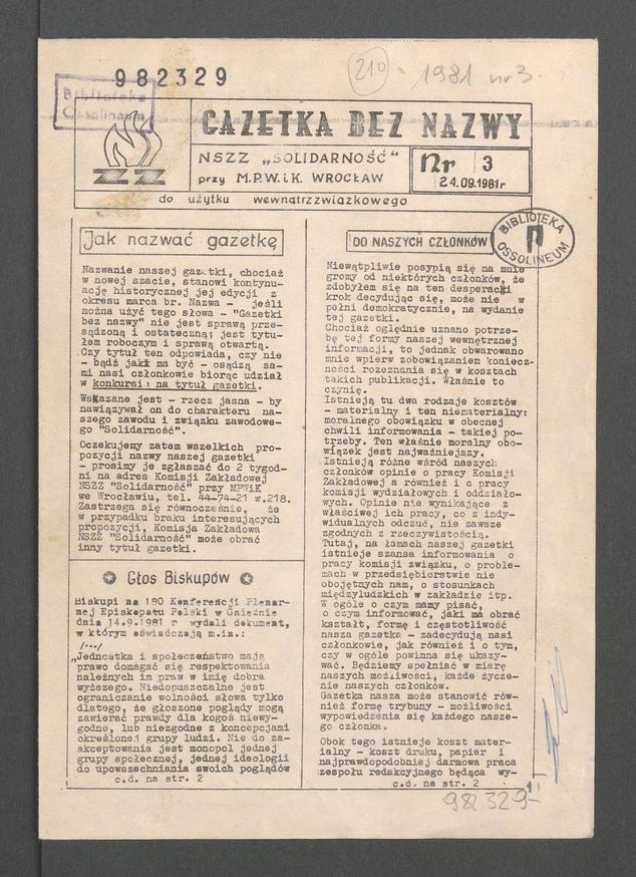 982329
210
1981 nr 3
Biblioteka
Ossolineum
CAZETKA BEZ NAZWY
NSZZ „SOLIDARNOŚĆ"
przy M.P.W.iK. WROCŁAW
Nr 3
24.09.1981r
ZZ
do użytku wewnątrzzwiązkowego
Jak nazwać gazetkę
Nazwanie naszej gazetki, chociaż
w nowej szacie, stanowi kontynu-
ację historycznej jej edycji z
okresu marca br. Nazwa - jeśli
można użyć tego słowa - "Gazetki
bez nazwy" nie jest sprawą prze-
sądzoną i ostateczną; jest tytu-
łem roboczym i sprawą otwartą.
Czy tytuł ten odpowiada, czy nie
- bądź jaki ma być - osądzą sa-
mi nasi członkowie biorąc udział
w konkursie na tytuł gazetki.
Wskazane jest - rzecz jasna - by
nawiązywał on do charakteru na-
szego zawodu i związku zawodowe-
go "Solidarność".
Oczekujemy zatem wszelkich pro-
pozycji nazwy naszej gazetki
- prosimy je zgłaszać do 2 tygod-
ni na adres Komisji Zakładowej
NSZZ "Solidarność" przy MPWiK
we Wrocławiu, tel. 44-74-21 w.218.
Zastrzega się równocześnie, że
w przypadku braku interesujących
propozycji, Komisja Zakładowa
NSZZ "Solidarność" może obrać
inny tytuł gazetki.
Głos Biskupów
Biskupi na 180 Konferencji Plenar-
nej Episkopatu Polski w Gnieźnie
dnia 14.9.1981 r wydali dokument,
w którym oświadczają m.in.:
/.../
„Jednostka i społeczeństwo mają
prawo domagać się respektowania
należnym im praw w imię dobra
wyższego. Niedopuszczalne jest
ograniczanie wolności słowa tylko
dlatego, że głoszone poglądy mogą
zawierać prawdy dla kogoś niewy-
godne, lub niezgodne z koncepcjami
określonej grupy ludzi. Nie do za-
akceptowania jest monopol jednej
grupy społecznej, jednej ideologii
do upowszechniania swoich poglądów
c.d. na str. 2
DO NASZYCH CZŁONKÓW
BIBLIOTEKA
OSSOLINEUM
Niewątpliwie posypią się na mnie
gromy od niektórych członków, że
zdobyłem się na ten desperacki
krok decydując się, może nie w
pełni demokratycznie, na wydanie
tej gazetki.
Chociaż oględnie uznano potrze-
bę tej formy naszej wewnętrznej
informacji, to jednak obwarowano
mnie wpierw zobowiązaniem koniecz-
ności rozeznania się w kosztach
takich publikacji. Właśnie to
czynię.
Istnieją tu dwa rodzaje kosztów
- materialny i ten niematerialny:
moralnego obowiązku w obecnej
chwili informowania - takiej po-
trzeby. Ten właśnie moralny obo-
wiązek jest najważniejszy.
Istnieją różne wśród naszych
członków opinie o pracy Komisji
Zakładowej a również i o pracy
komisji wydziałowych i oddziało-
wych. Opinie nie wynikające z
właściwej ich pracy, co z indy-
widualnych odczuć, nie zawsze
zgodnych z rzeczywistością.
Tutaj, na łamach naszej gazetki
istnieje szansa informowania o
pracy komisji związku, o proble-
mach w przedsiębiorstwie nie
obojętnych nam, o stosunkach
międzyludzkich w zakładzie itp.
W ogóle o czym mamy pisać,
o czym informować, jaki ma obrać
kształt, formę i częstotliwość
nasza gazetka - zadecydują nasi
członkowie, jak również i o tym,
czy w ogóle powinna się ukazy-
wać. Będziemy spełniać w miarę
naszych możliwości, każde życze-
nie naszych członków.
Gazetka nasza może stanowić rów-
nież formę trybuny - możliwości
wypowiedzenia się każdego nasze-
go członka.
Obok tego istnieje koszt mater-
ialny - koszt druku, papier i
najprawdopodobniej darmowa praca
zespołu redakcyjnego będąca wy-
c.d. na str. 2
1
982329